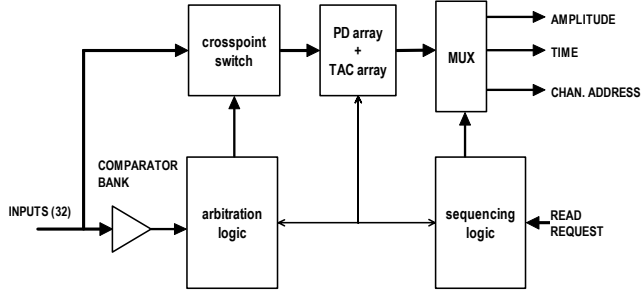 crosspoint
switch
PD array
+
TAC array
MUX
AMPLITUDE
TIME
CHAN. ADDRESS
COMPARATOR
BANK
INPUTS (32)
arbitration
logic
sequencing
logic
READ
REQUEST